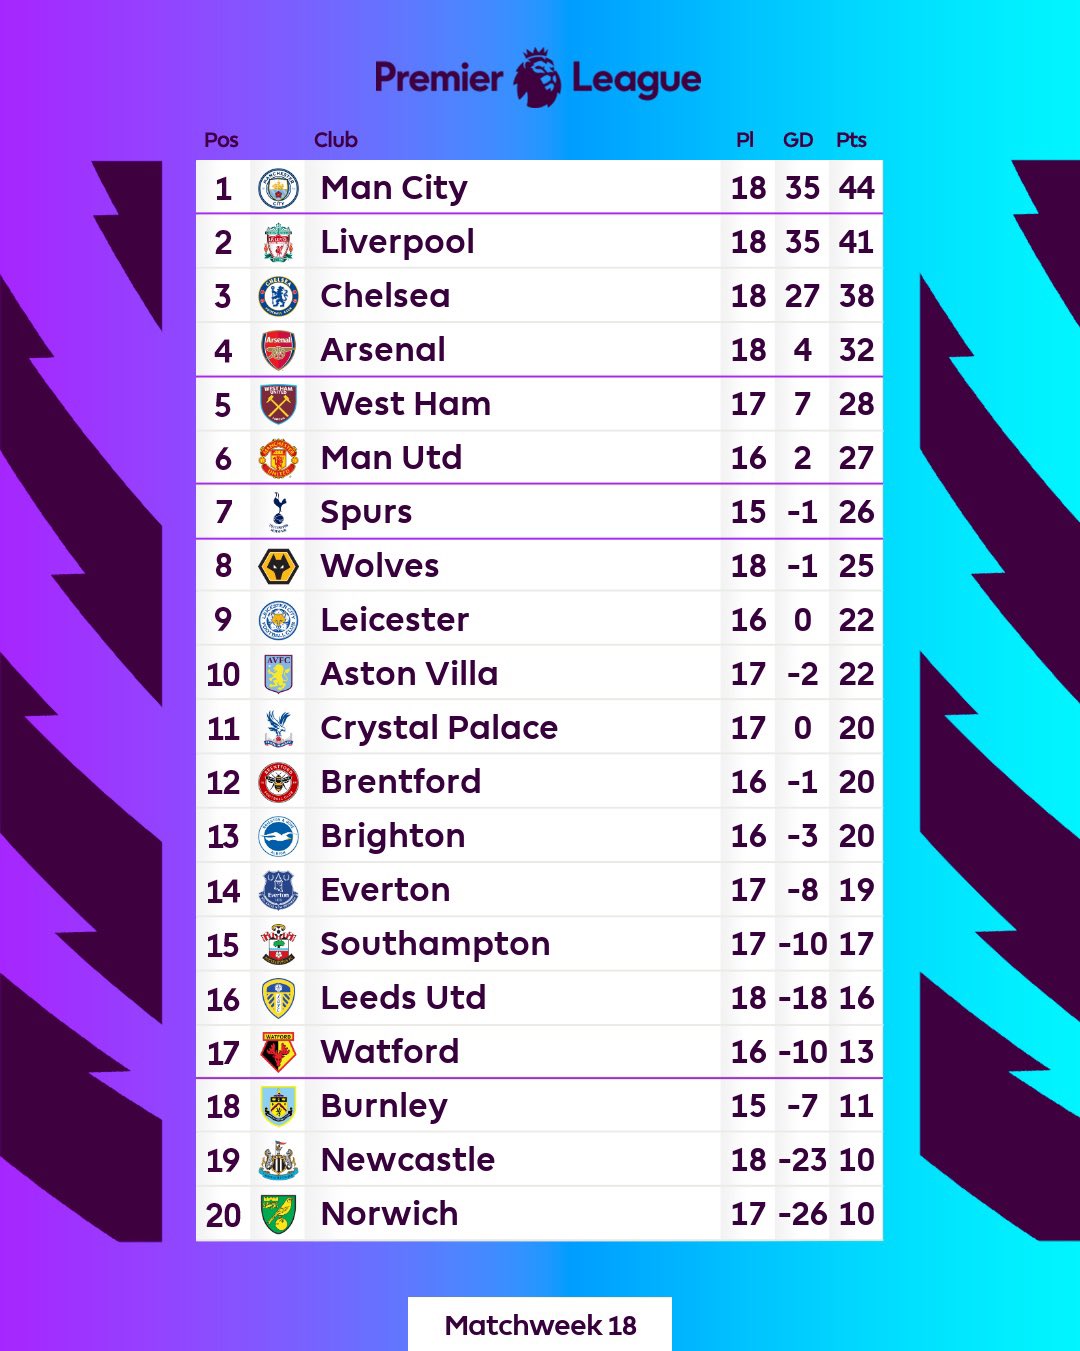 Premier League
Pos Club Pl GD Pts
1 Man City 18 35 44
2 Liverpool 18 35 41
3 Chelsea 18 27 38
4 Arsenal 18 4 32
5 West Ham 17 7 28
6 Man Utd 16 2 27
7 Spurs 15 -1 26
8 Wolves 18 -1 25
9 Leicester 16 0 22
10 Aston Villa 17 -2 22
11 Crystal Palace 17 0 20
12 Brentford 16 -1 20
13 Brighton 16 -3 20
14 Everton 17 -8 19
15 Southampton 17 -10 17
16 Leeds Utd 18 -18 16
17 Watford 16 -10 13
18 Burnley 15 -7 11
19 Newcastle 18 -23 10
20 Norwich 17 -26 10
Matchweek 18